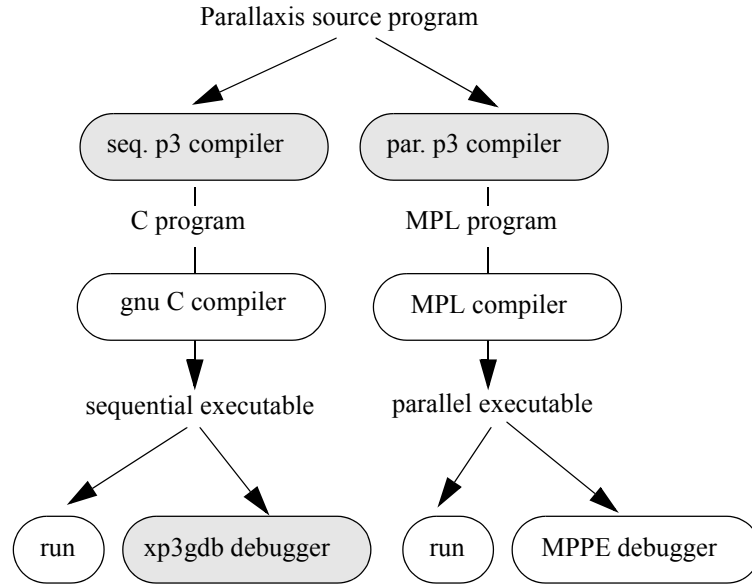 Parallaxis source program
seq. p3 compiler
par. p3 compiler
C program
MPL program
gnu C compiler
MPL compiler
sequential executable
parallel executable
run
xp3gdb debugger
run
MPPE debugger